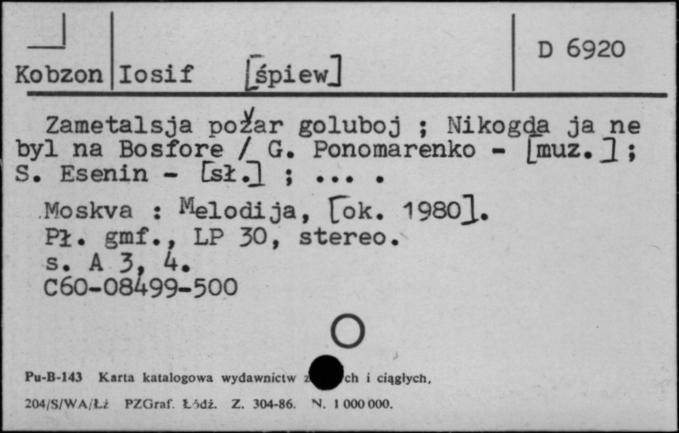 D 6920
Kobzon Iosif [śpiew]
Zametalsja požar goluboj ; Nikogda ja ne
byl na Bosfore / G. Ponomarenko - [muz.] ;
S. Esenin - [sł.] ; ... .
Moskva : Melodija, [ok. 1980].
Pł. gmf., LP 30, stereo.
s. A 3, 4.
C60-08499-500
Pu-B-143 Karta katalogowa wydawnictw i ciągłych,
204/S/WA/Łż PZGraf. Łódź. Z. 304-86. N. 1 000 000.